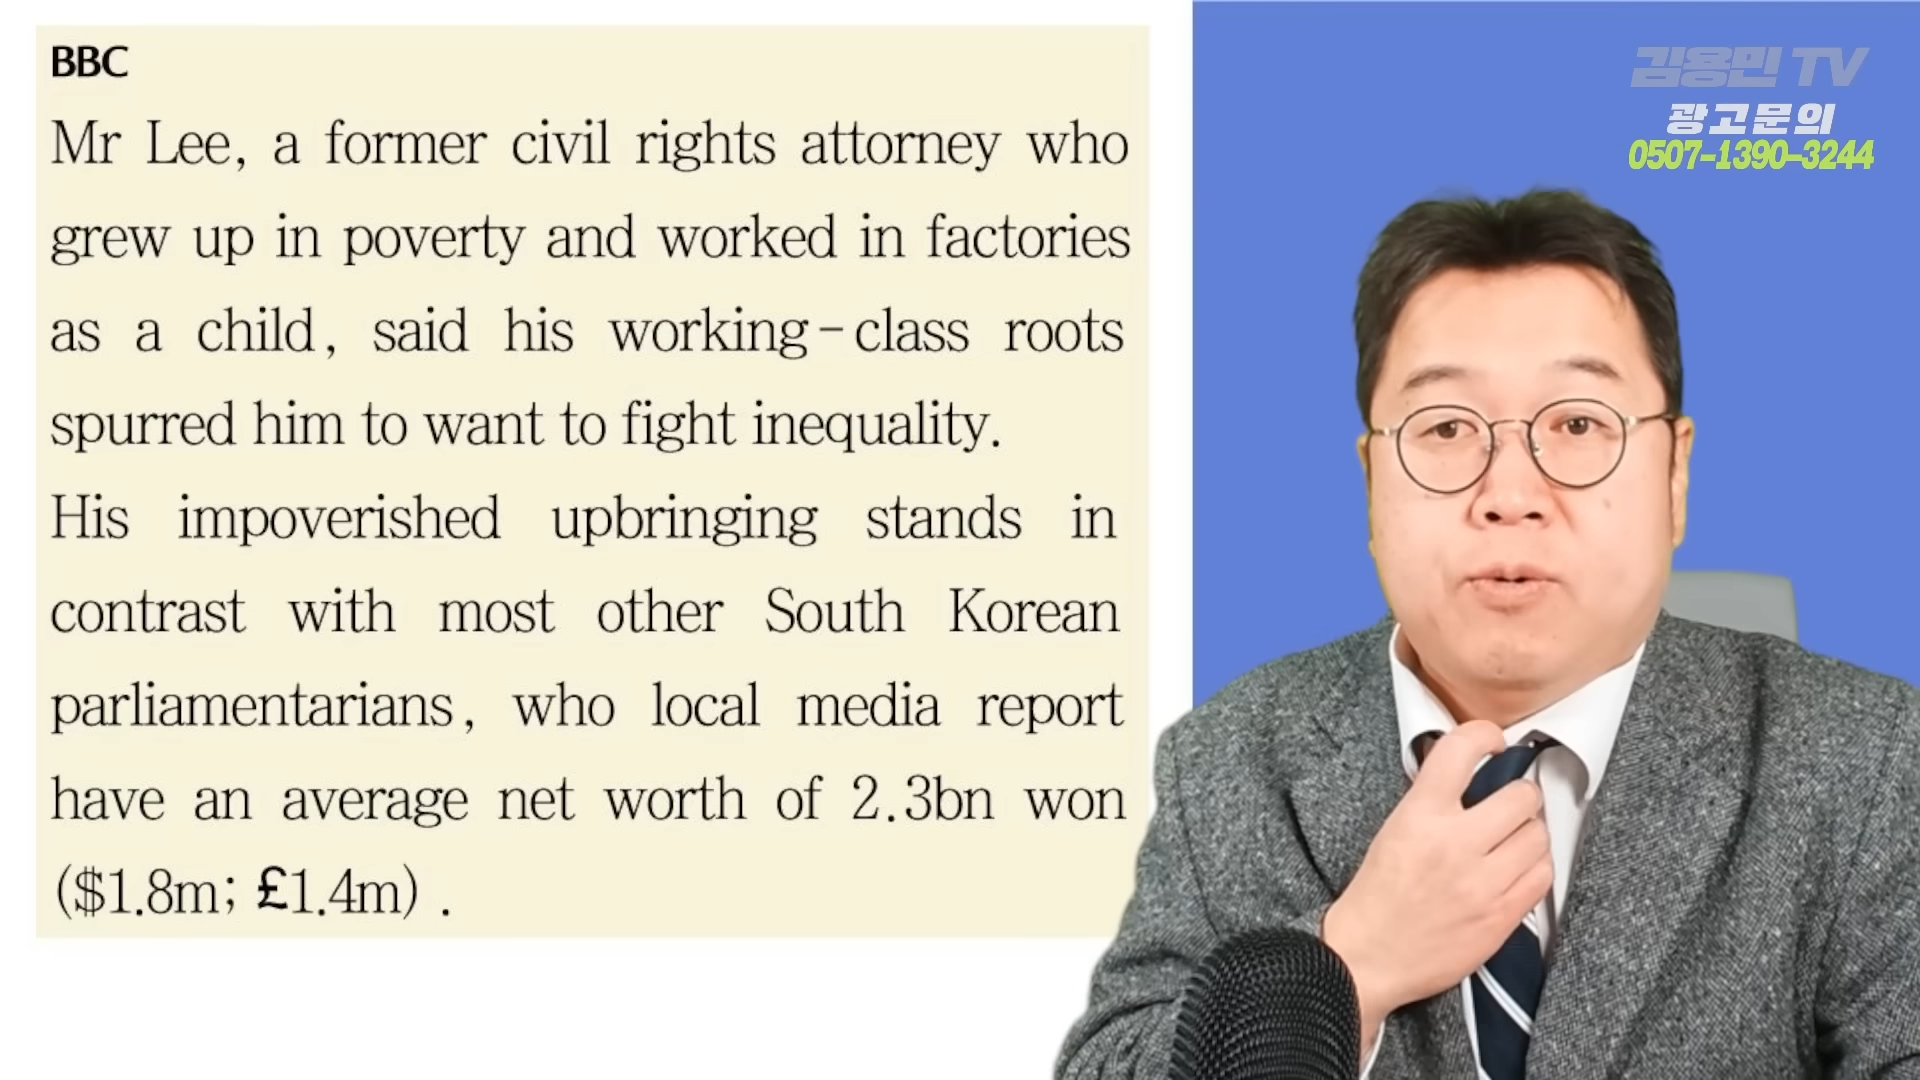 BBC
Mr Lee, a former civil rights attorney who
grew up in poverty and worked in factories
as a child, said his working-class roots
spurred him to want to fight inequality.
His impoverished upbringing stands in
contrast with most other South Korean
parliamentarians, who local media report
have an average net worth of 2.3bn won
($1.8m; £1.4m) .
김용민 TV
광고문의
0507-1390-3244